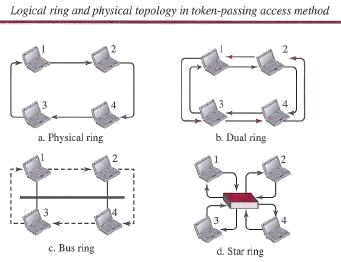 Logical ring and physical topology in token-passing access method
1 2
3 4
a. Physical ring
1 2
3 4
b. Dual ring
1 2
3 4
c. Bus ring
1 2
3 4
d. Star ring